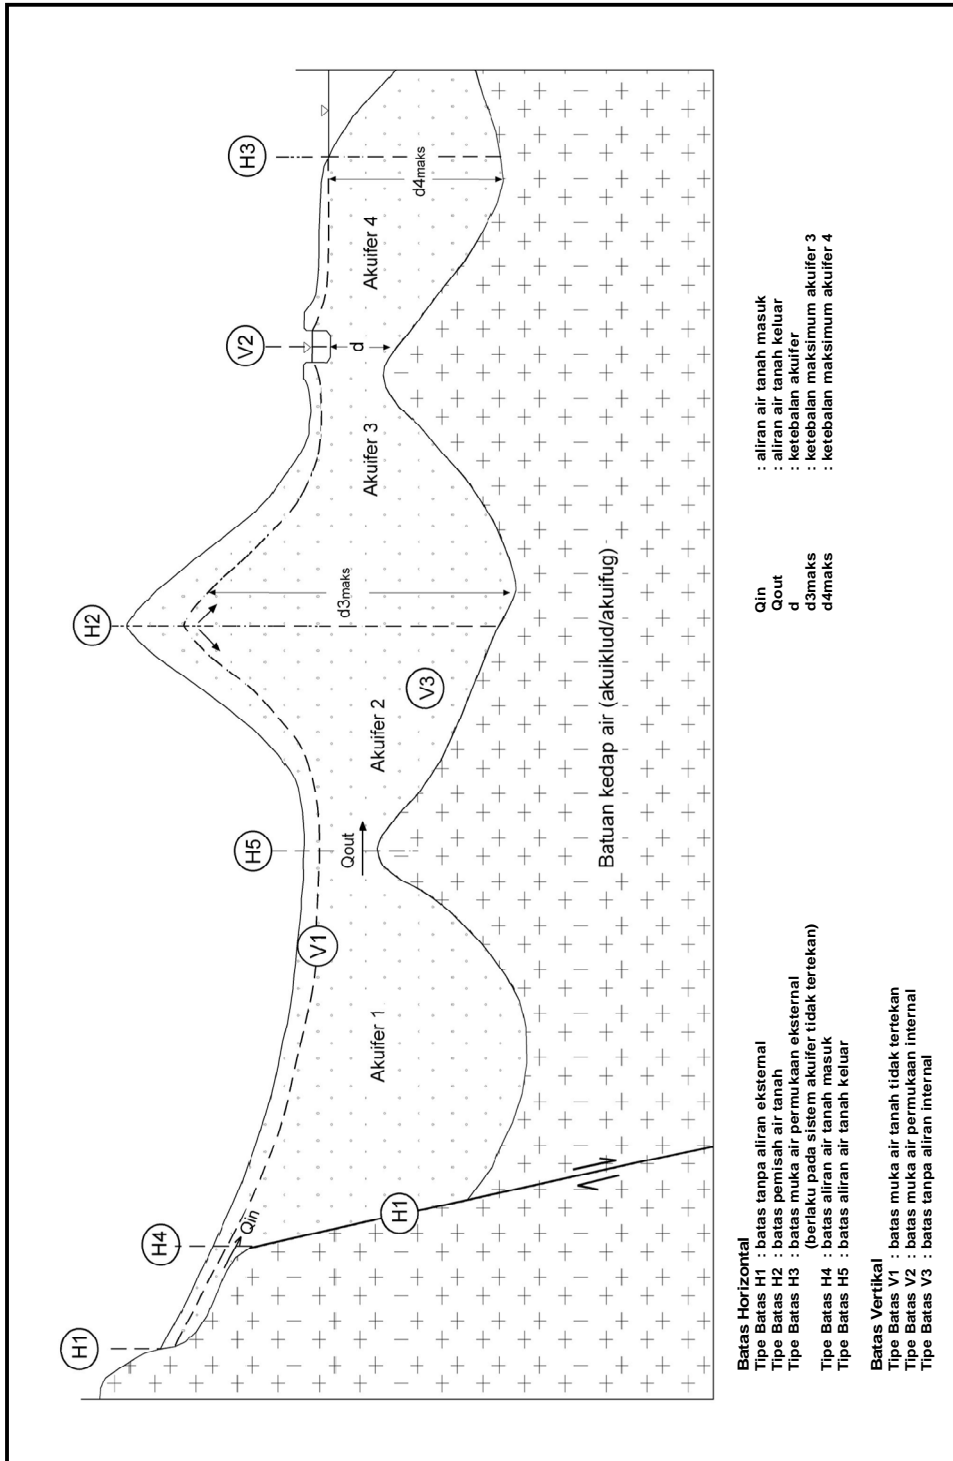 H1
H4
H5
H2
V2
H3
Qin
H1
V1
Akuifer 1
Qout
Akuifer 2
V3
d3maks
Akuifer 3
d
Akuifer 4
d4maks
Batuan kedap air (akuiklud/akuifug)
Batas Horizontal
Tipe Batas H1 : batas tanpa aliran eksternal
Tipe Batas H2 : batas pemisah air tanah
Tipe Batas H3 : batas muka air permukaan eksternal
(berlaku pada sistem akuifer tidak tertekan)
Tipe Batas H4 : batas aliran air tanah masuk
Tipe Batas H5 : batas aliran air tanah keluar
Batas Vertikal
Tipe Batas V1 : batas muka air tanah tidak tertekan
Tipe Batas V2 : batas muka air permukaan internal
Tipe Batas V3 : batas tanpa aliran internal
Qin : aliran air tanah masuk
Qout : aliran air tanah keluar
d : ketebalan akuifer
d3maks : ketebalan maksimum akuifer 3
d4maks : ketebalan maksimum akuifer 4